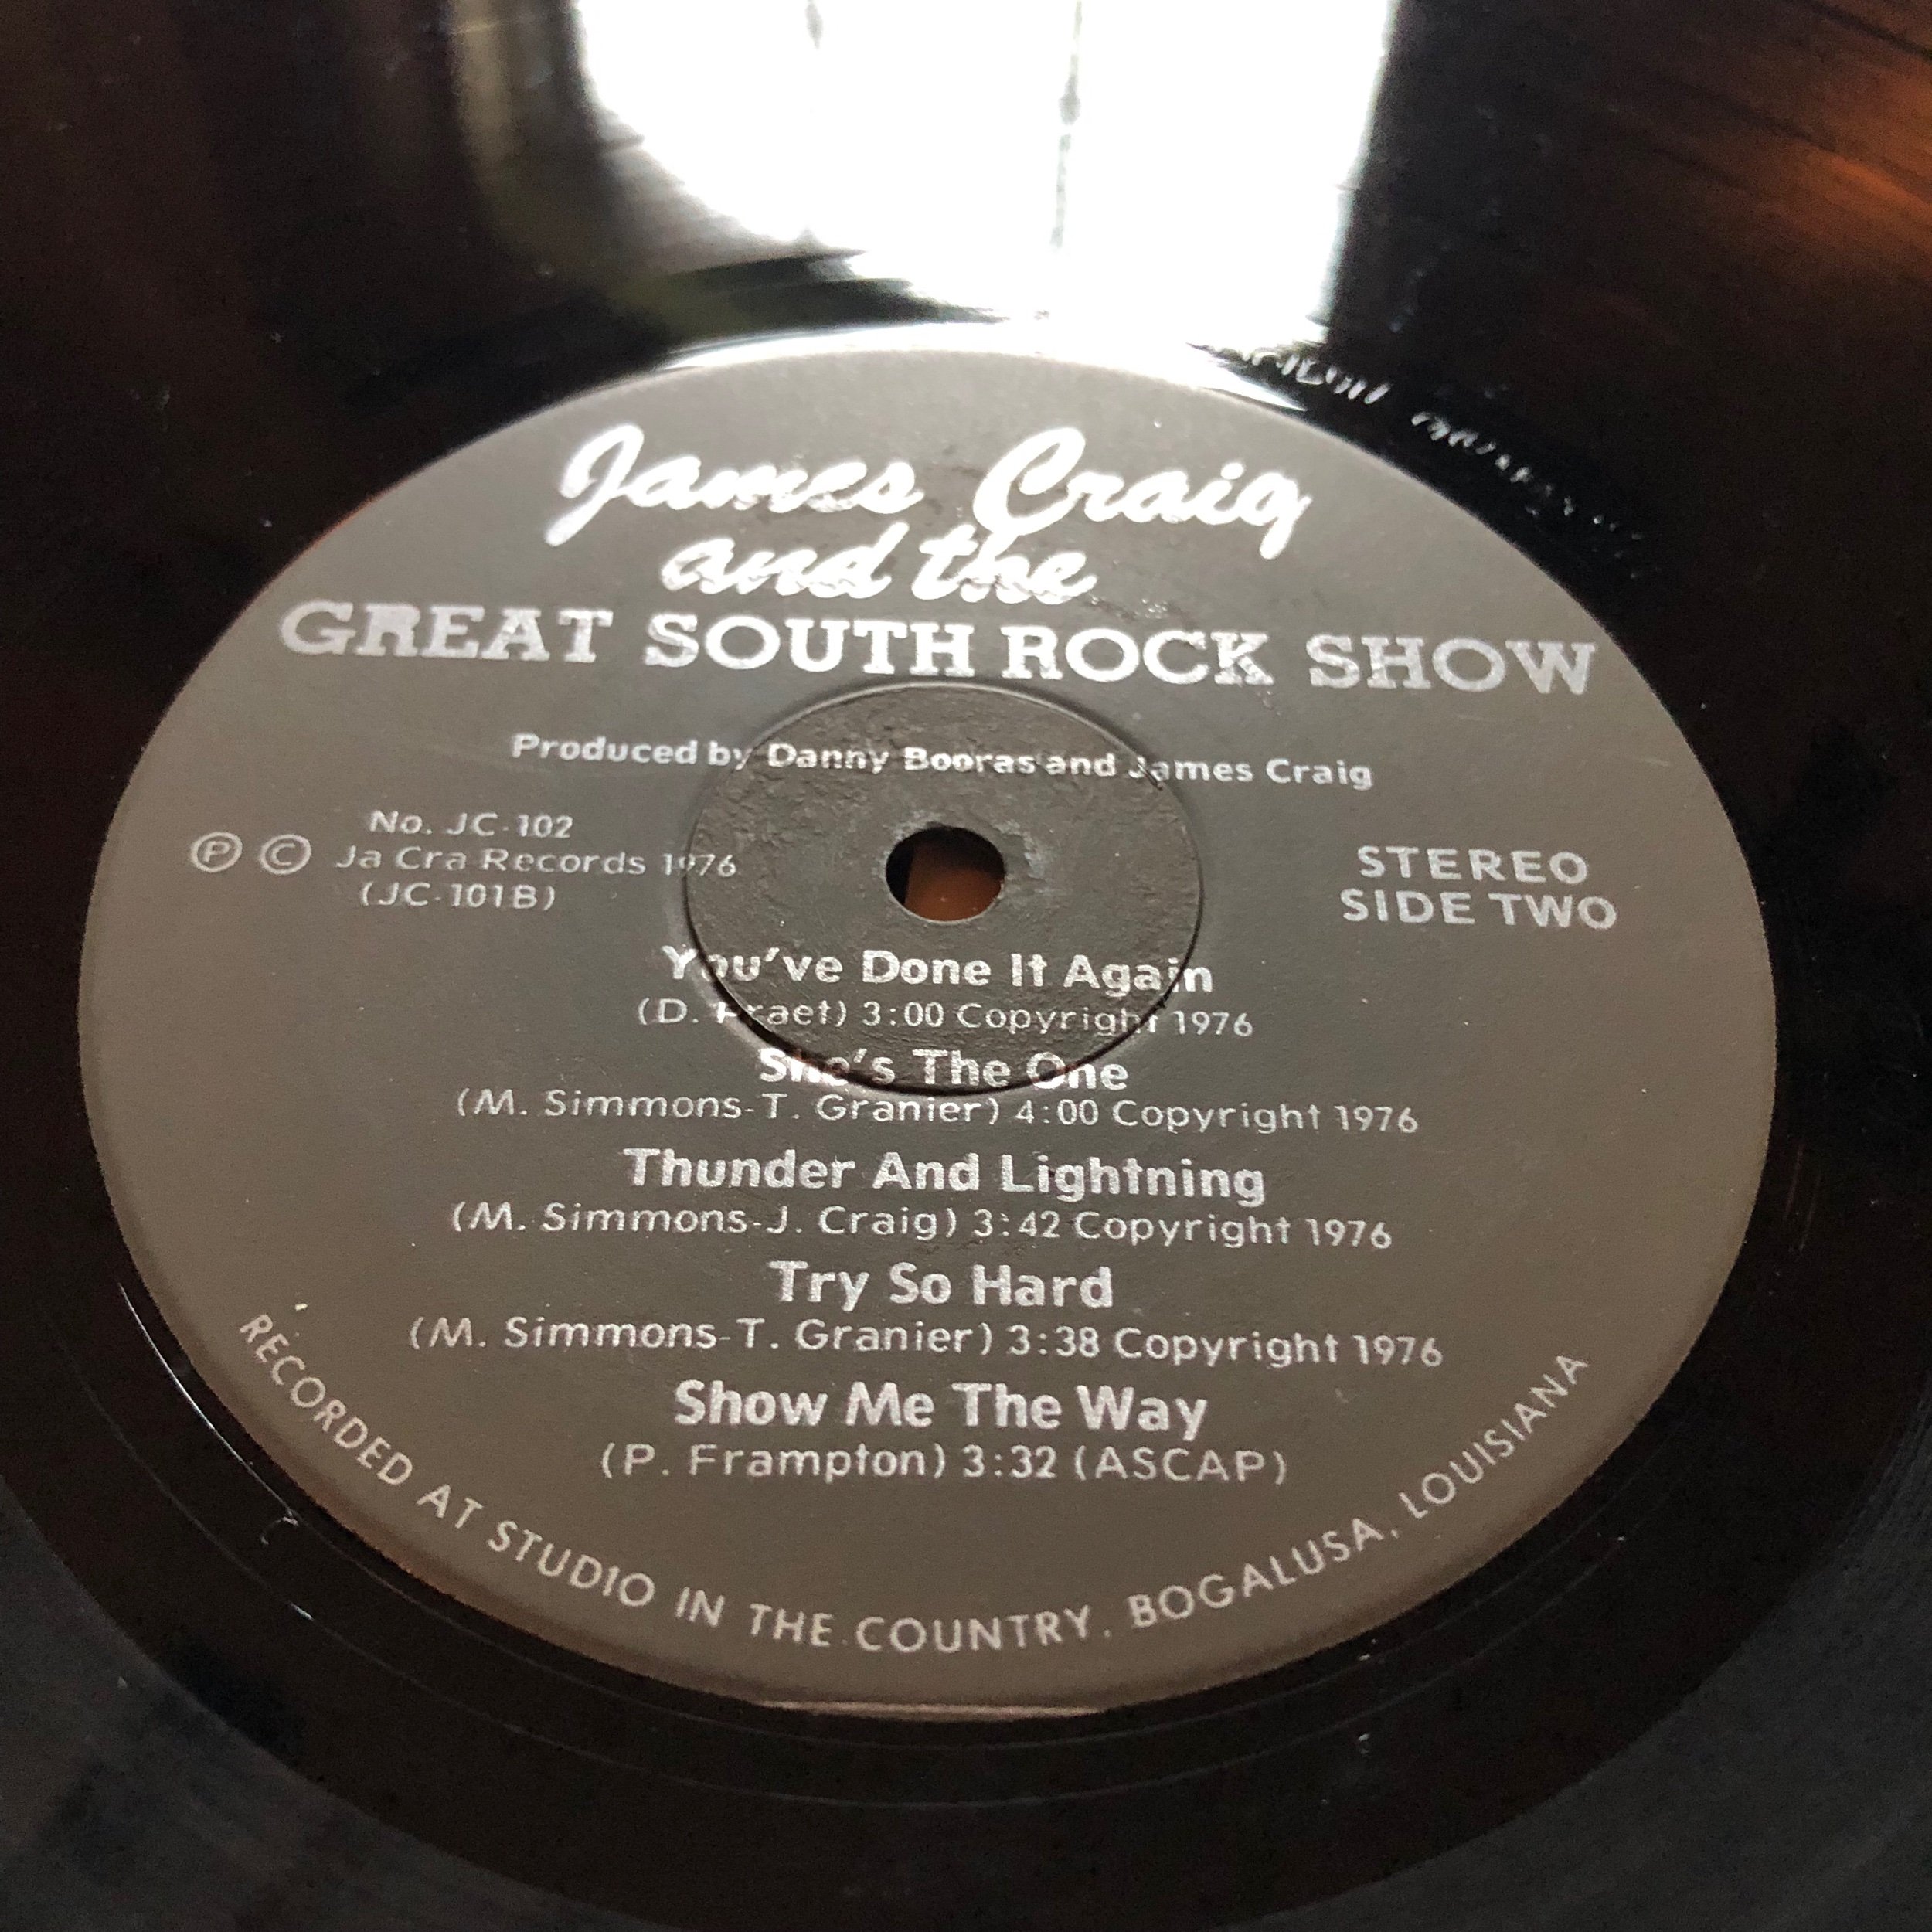 James Craig
and the
GREAT SOUTH ROCK SHOW
Produced by Danny Booras and James Craig
No. JC-102
Ⓟ © Ja Cra Records 1976
(JC-101B)
STEREO
SIDE TWO
You've Done It Again
(D. 3:00 Copyright 1976
She's The One
(M. Simmons-T. Granier) 4:00 Copyright 1976
Thunder And Lightning
(M. Simmons-J. Craig) 3:42 Copyright 1976
Try So Hard
(M. Simmons-T. Granier) 3:38 Copyright 1976
Show Me The Way
(P. Frampton) 3:32 (ASCAP)
RECORDED AT STUDIO IN THE COUNTRY, BOGALUSA, LOUISIANA